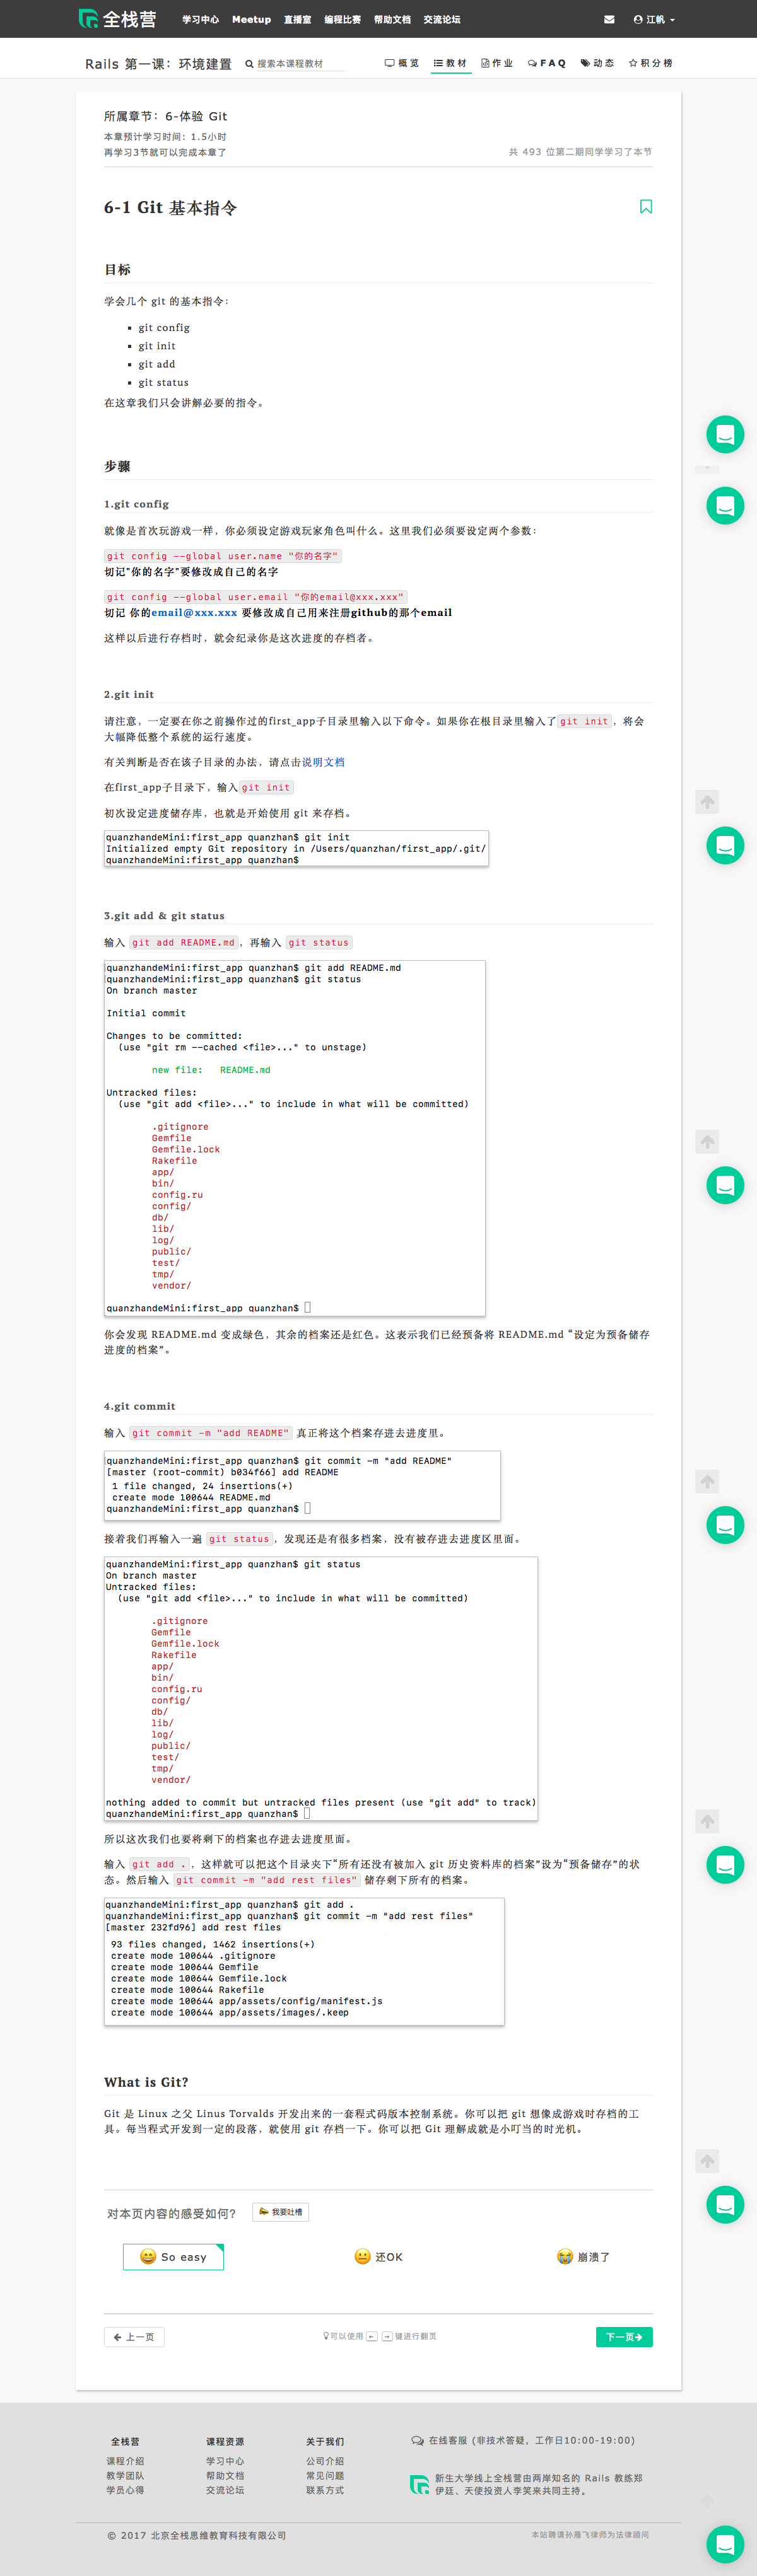 全栈营
学习中心 Meetup 直播室 编程比赛 帮助文档 交流论坛 江帆
Rails 第一课：环境建置 搜索本课程教材 概览 教材 作业 FAQ 动态 积分榜
所属章节：6-体验 Git
本章预计学习时间：1.5小时
再学习3节就可以完成本章了 共 493 位第二期同学学习了本节
6-1 Git 基本指令
目标
学会几个 git 的基本指令：
git config
git init
git add
git status
在这章我们只会讲解必要的指令。
步骤
1.git config
就像是首次玩游戏一样，你必须设定游戏玩家角色叫什么。这里我们必须要设定两个参数：
git config --global user.name "你的名字"
切记"你的名字"要修改成自己的名字
git config --global user.email "你的email@xxx.xxx"
切记 你的email@xxx.xxx 要修改成自己用来注册github的那个email
这样以后进行存档时，就会纪录你是这次进度的存档者。
2.git init
请注意，一定要在你之前操作过的first_app子目录里输入以下命令。如果你在根目录里输入了git init，将会
大幅降低整个系统的运行速度。
有关判断是否在该子目录的办法，请点击说明文档
在first_app子目录下，输入git init
初次设定进度储存库，也就是开始使用 git 来存档。
quanzhandeMini:first_app quanzhan$ git init
Initialized empty Git repository in /Users/quanzhan/first_app/.git/
quanzhandeMini:first_app quanzhan$
3.git add & git status
输入 git add README.md，再输入 git status
quanzhandeMini:first_app quanzhan$ git add README.md
quanzhandeMini:first_app quanzhan$ git status
On branch master
Initial commit
Changes to be committed:
(use "git rm --cached <file>..." to unstage)
new file: README.md
Untracked files:
(use "git add <file>..." to include in what will be committed)
.gitignore
Gemfile
Gemfile.lock
Rakefile
app/
bin/
config.ru
config/
db/
lib/
log/
public/
test/
tmp/
vendor/
quanzhandeMini:first_app quanzhan$
你会发现 README.md 变成绿色，其余的档案还是红色。这表示我们已经预备将 README.md “设定为预备储存
进度的档案”。
4.git commit
输入 git commit -m "add README" 真正将这个档案存进去进度里。
quanzhandeMini:first_app quanzhan$ git commit -m "add README"
[master (root-commit) b034f66] add README
1 file changed, 24 insertions(+)
create mode 100644 README.md
quanzhandeMini:first_app quanzhan$
接着我们再输入一遍 git status，发现还是有很多档案，没有被存进去进度区里面。
quanzhandeMini:first_app quanzhan$ git status
On branch master
Untracked files:
(use "git add <file>..." to include in what will be committed)
.gitignore
Gemfile
Gemfile.lock
Rakefile
app/
bin/
config.ru
config/
db/
lib/
log/
public/
test/
tmp/
vendor/
nothing added to commit but untracked files present (use "git add" to track)
quanzhandeMini:first_app quanzhan$
所以这次我们也要将剩下的档案也存进去进度里面。
输入 git add .，这样就可以把这个目录夹下“所有还没有被加入 git 历史资料库的档案”设为“预备储存”的状
态。然后输入 git commit -m "add rest files" 储存剩下所有的档案。
quanzhandeMini:first_app quanzhan$ git add .
quanzhandeMini:first_app quanzhan$ git commit -m "add rest files"
[master 232fd96] add rest files
93 files changed, 1462 insertions(+)
create mode 100644 .gitignore
create mode 100644 Gemfile
create mode 100644 Gemfile.lock
create mode 100644 Rakefile
create mode 100644 app/assets/config/manifest.js
create mode 100644 app/assets/images/.keep
What is Git?
Git 是 Linux 之父 Linus Torvalds 开发出来的一套程式码版本控制系统。你可以把 git 想像成游戏时存档的工
具。每当程式开发到一定的段落，就使用 git 存档一下。你可以把 Git 理解成就是小叮当的时光机。
对本页内容的感受如何？ 我要吐槽
So easy 还OK 崩溃了
上一页 可以使用 ← → 键进行翻页 下一页
全栈营 课程资源 关于我们 在线客服 (非技术答疑，工作日10:00-19:00)
课程介绍 学习中心 公司介绍
教学团队 帮助文档 常见问题 新生大学线上全栈营由两岸知名的 Rails 教练郑
学员心得 交流论坛 联系方式 伊廷、天使投资人李笑来共同主持。
© 2017 北京全栈思维教育科技有限公司 本站聘请孙雁飞律师为法律顾问